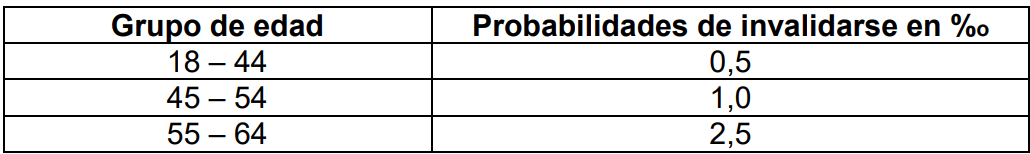 Grupo de edad Probabilidades de invalidarse en ‰
18 – 44 0,5
45 – 54 1,0
55 – 64 2,5